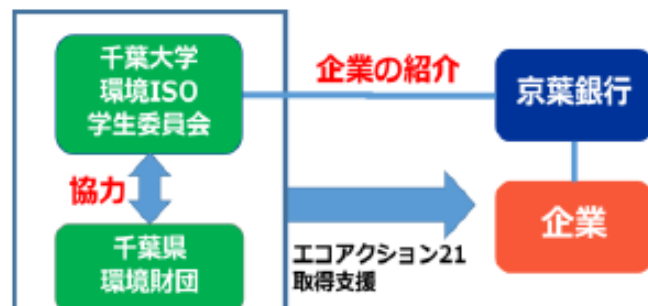 千葉大学
環境ISO
学生委員会
企業の紹介
京葉銀行
協力
企業
千葉県
環境財団
エコアクション21
取得支援